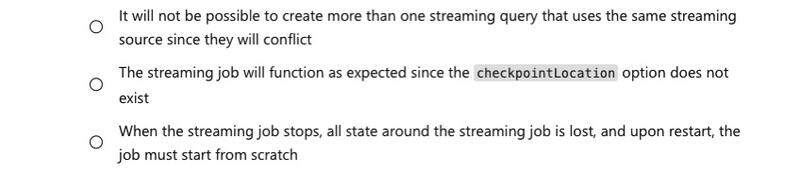 It will not be possible to create more than one streaming query that uses the same streaming
source since they will conflict
The streaming job will function as expected since the checkpointLocation option does not
exist
When the streaming job stops, all state around the streaming job is lost, and upon restart, the
job must start from scratch